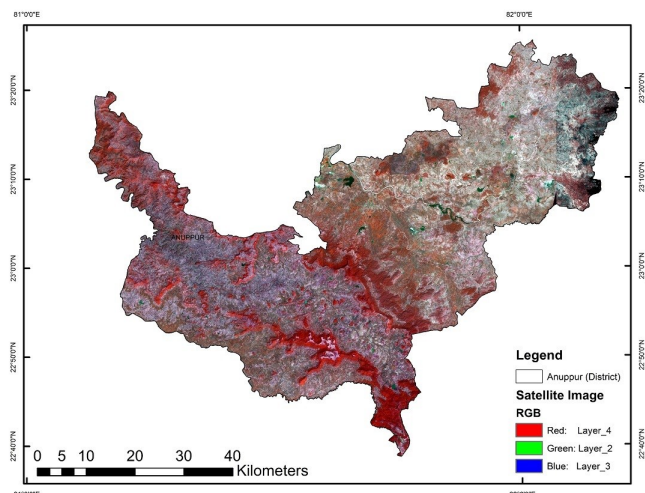 81°0'0"E 82°0'0"E
23°20'0"N 23°20'0"N
23°10'0"N 23°10'0"N
ANUPPUR
23°0'0"N 23°0'0"N
22°50'0"N 22°50'0"N
Legend
Anuppur (District)
Satellite Image
RGB
Red: Layer_4
22°40'0"N 22°40'0"N
Green: Layer_2
0 5 10 20 30 40
Blue: Layer_3
Kilometers